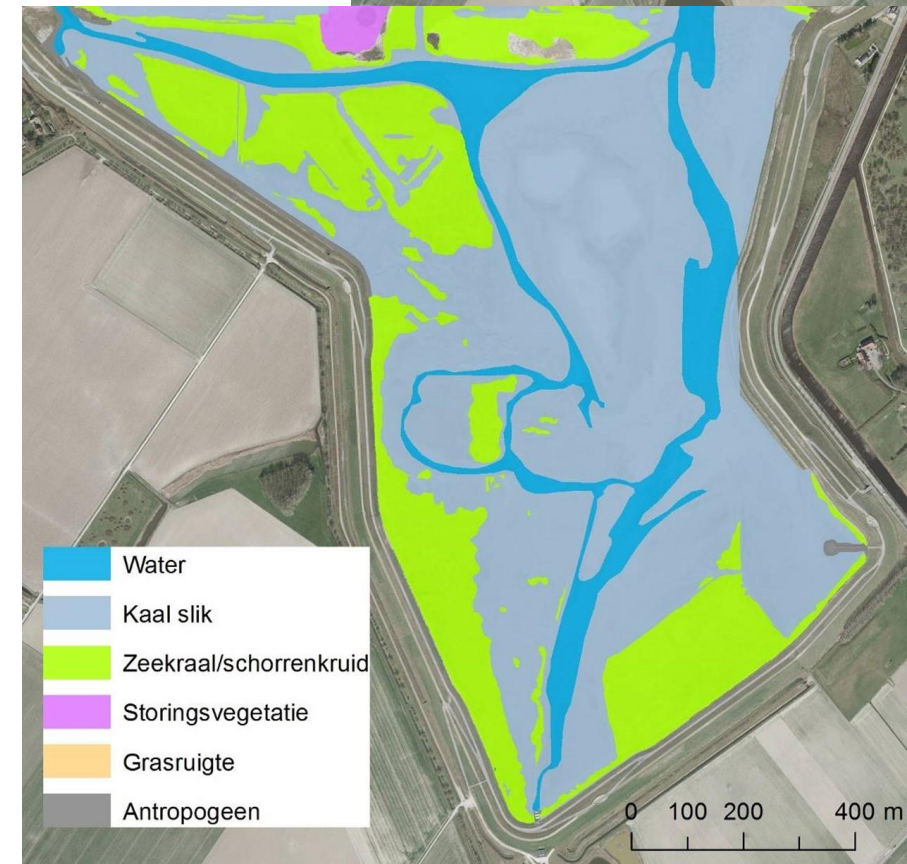 Water
Kaal slik
Zeekraal/schorrenkruid
Storingsvegetatie
Grasruigte
Antropogeen
0 100 200 400 m